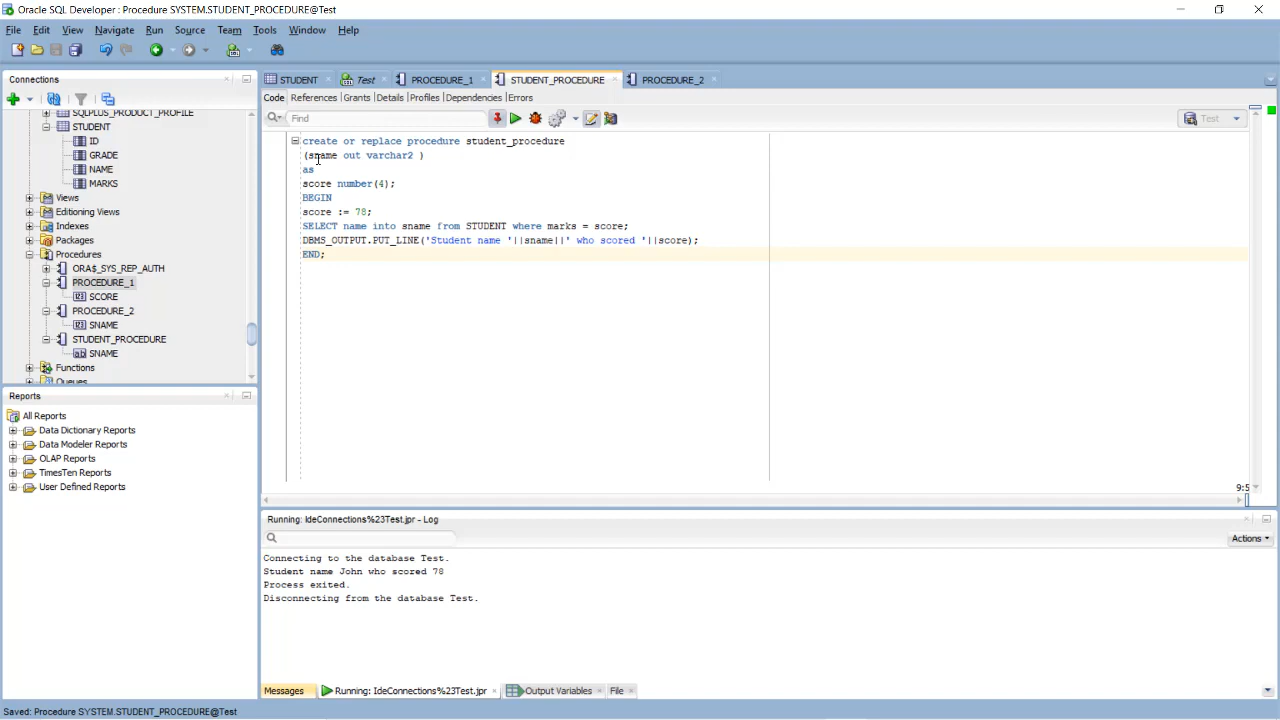 Oracle SQL Developer : Procedure SYSTEM.STUDENT_PROCEDURE@Test
File Edit View Navigate Run Source Team Tools Window Help
Connections
SQLPLUS_PRODUCT_PROFILE
STUDENT
ID
GRADE
NAME
MARKS
Views
Editioning Views
Indexes
Packages
Procedures
ORA$_SYS_REP_AUTH
PROCEDURE_1
SCORE
PROCEDURE_2
SNAME
STUDENT_PROCEDURE
SNAME
Functions
Queues
Reports
All Reports
Data Dictionary Reports
Data Modeler Reports
OLAP Reports
TimesTen Reports
User Defined Reports
STUDENT Test PROCEDURE_1 STUDENT_PROCEDURE PROCEDURE_2
Code References Grants Details Profiles Dependencies Errors
Find Test
create or replace procedure student_procedure
(sname out varchar2 )
as
score number(4);
BEGIN
score := 78;
SELECT name into sname from STUDENT where marks = score;
DBMS_OUTPUT.PUT_LINE('Student name '||sname||' who scored '||score);
END;
9:5
Running: IdeConnections%23Test.jpr - Log
Actions
Connecting to the database Test.
Student name John who scored 78
Process exited.
Disconnecting from the database Test.
Messages Running: IdeConnections%23Test.jpr Output Variables File
Saved: Procedure SYSTEM.STUDENT_PROCEDURE@Test